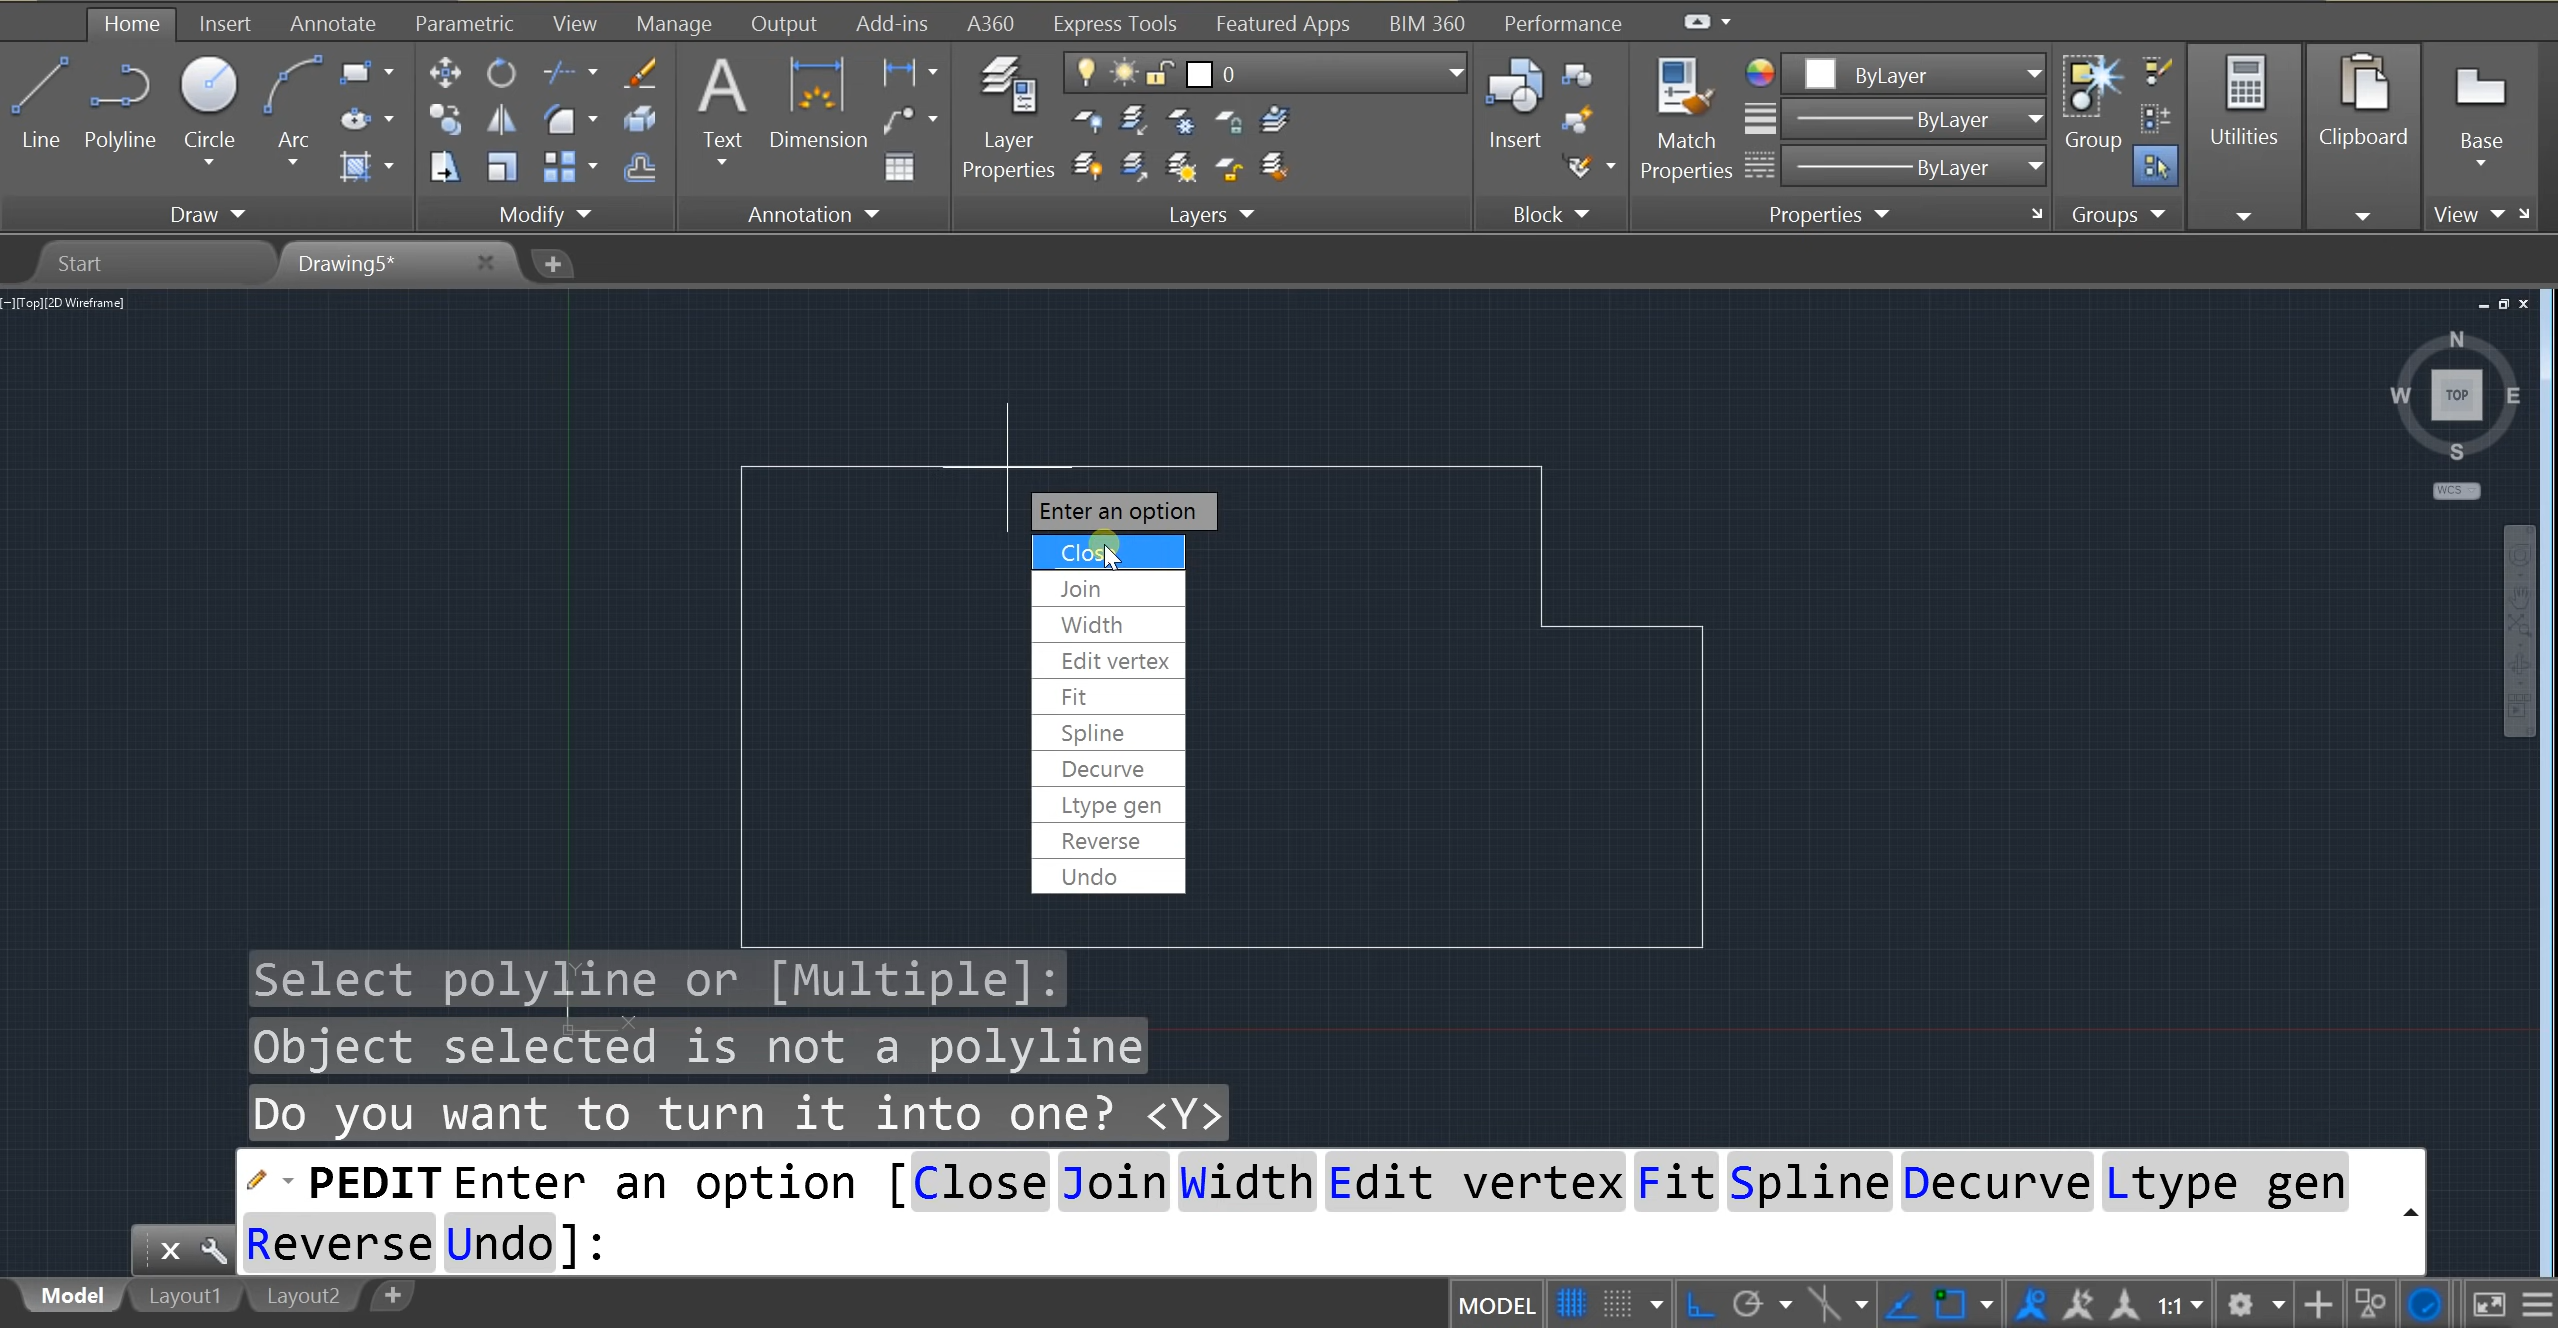 Home Insert Annotate Parametric View Manage Output Add-ins A360 Express Tools Featured Apps BIM 360 Performance
Line Polyline Circle Arc
Text Dimension
Layer Properties
0
Insert
Match Properties
ByLayer
ByLayer
ByLayer
Group
Utilities
Clipboard
Base
Draw Modify Annotation Layers Block Properties Groups View
Start Drawing5*
[−][Top][2D Wireframe]
N
W TOP E
S
WCS
Enter an option
Close
Join
Width
Edit vertex
Fit
Spline
Decurve
Ltype gen
Reverse
Undo
Y
X
Select polyline or [Multiple]:
Object selected is not a polyline
Do you want to turn it into one? <Y>
PEDIT Enter an option [Close Join Width Edit vertex Fit Spline Decurve Ltype gen
Reverse Undo]:
Model Layout1 Layout2
MODEL 1:1